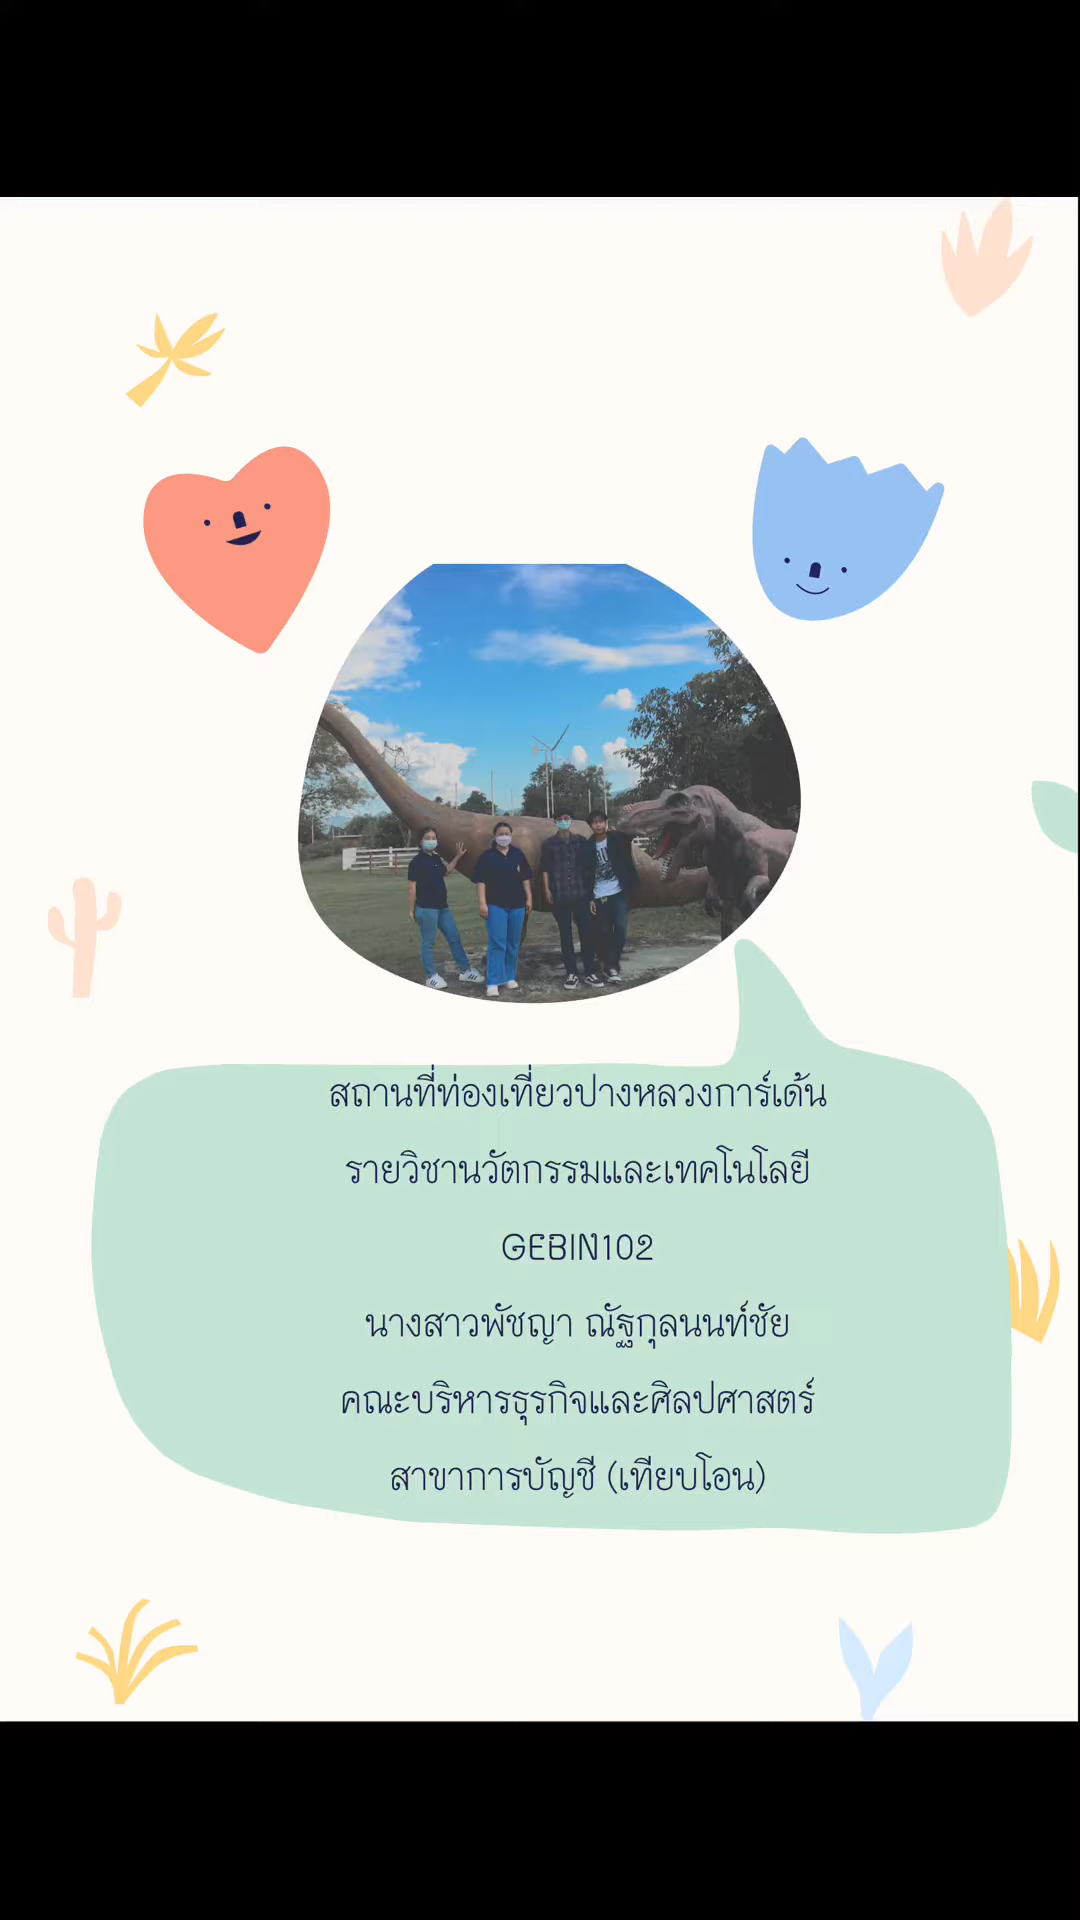 สถานที่ท่องเที่ยวปางหลวงการ์เด้น
รายวิชานวัตกรรมและเทคโนโลยี
GEBIN102
นางสาวพัชญา ณัฐกุลนนท์ชัย
คณะบริหารธุรกิจและศิลปศาสตร์
สาขาการบัญชี (เทียบโอน)